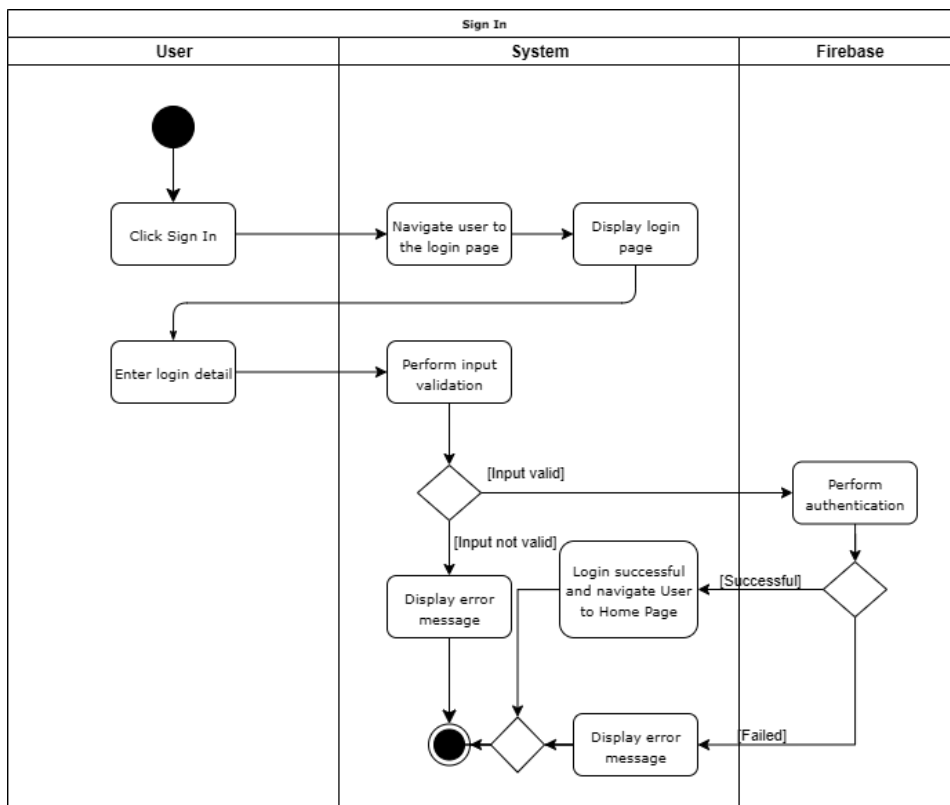 Sign In
User
System
Firebase
Click Sign In
Navigate user to
the login page
Display login
page
Enter login detail
Perform input
validation
[Input valid]
Perform
authentication
[Input not valid]
Login successful
and navigate User
to Home Page
[Successful]
Display error
message
Display error
message
[Failed]